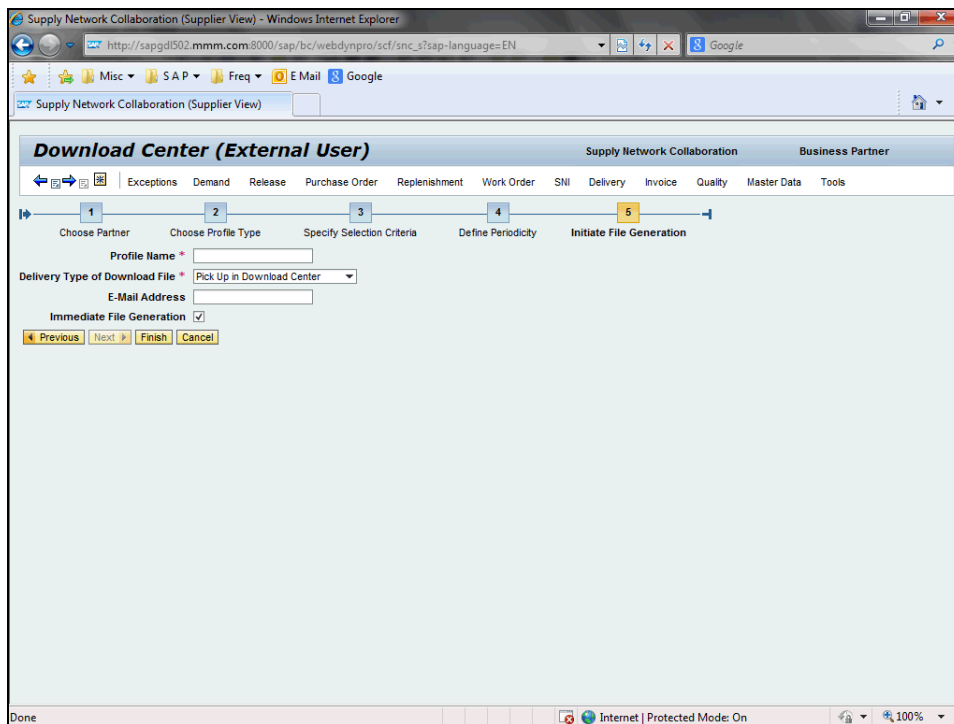 Supply Network Collaboration (Supplier View) - Windows Internet Explorer
http://sapgdl502.mmm.com:8000/sap/bc/webdynpro/scf/snc_s?sap-language=EN
Google
Misc SAP Freq E Mail Google
Supply Network Collaboration (Supplier View)
Download Center (External User) Supply Network Collaboration Business Partner
Exceptions Demand Release Purchase Order Replenishment Work Order SNI Delivery Invoice Quality Master Data Tools
1 2 3 4 5
Choose Partner Choose Profile Type Specify Selection Criteria Define Periodicity Initiate File Generation
Profile Name *
Delivery Type of Download File * Pick Up in Download Center
E-Mail Address
Immediate File Generation
Previous Next Finish Cancel
Done Internet | Protected Mode: On 100%